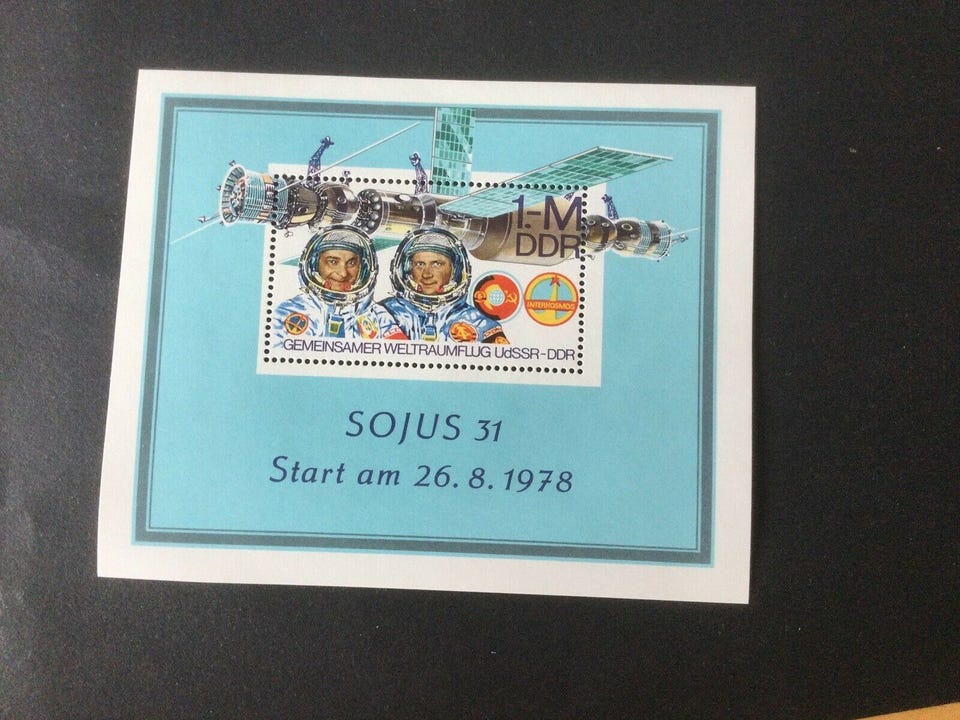 1.-M
DDR
INTERKOSMOS
GEMEINSAMER WELTRAUMFLUG UdSSR-DDR
SOJUS 31
Start am 26.8.1978